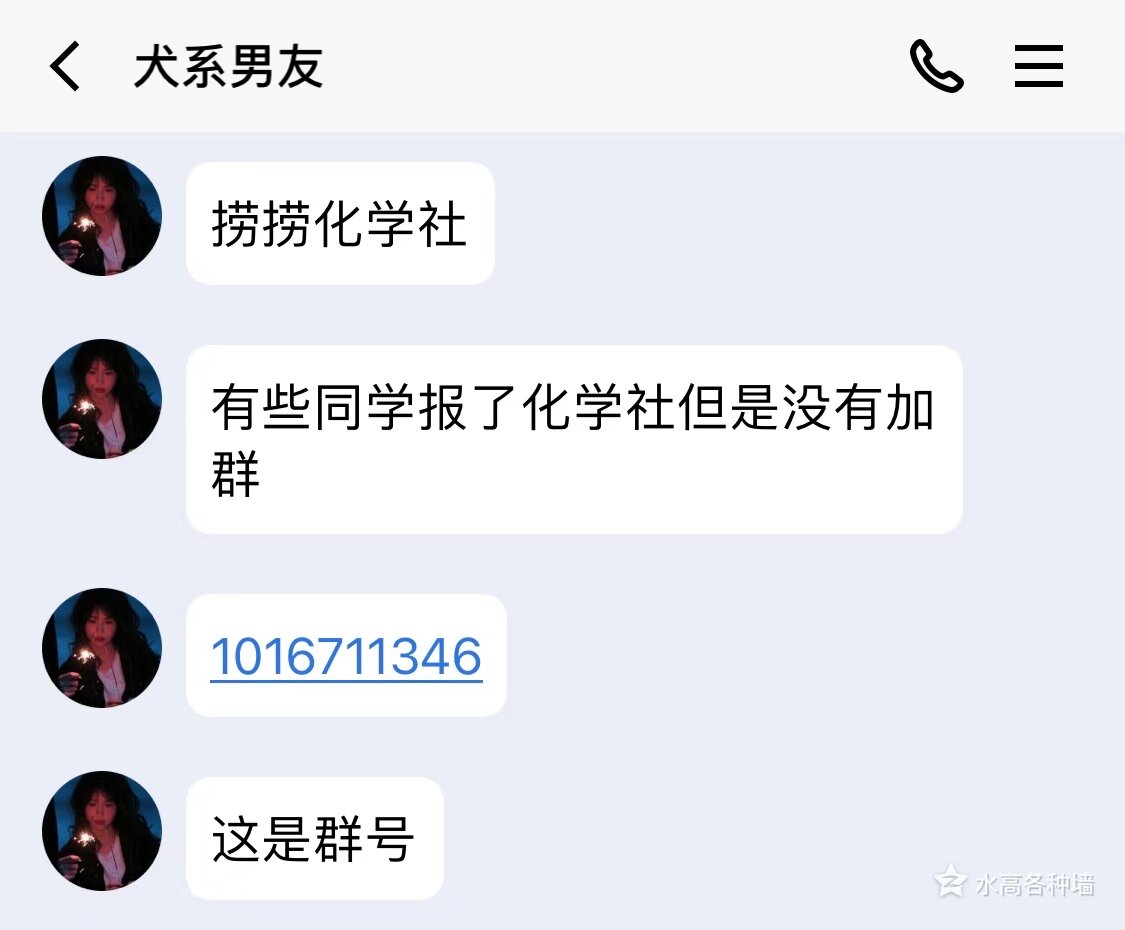 犬系男友
捞捞化学社
有些同学报了化学社但是没有加
群
1016711346
这是群号
水高各种墙